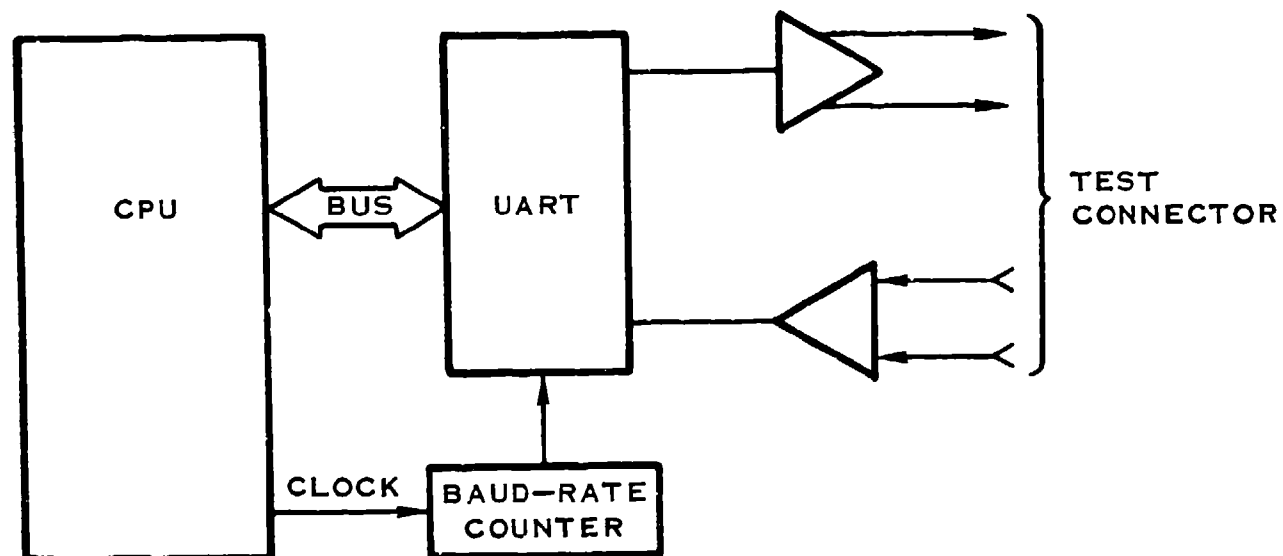 CPU
BUS
UART
TEST
CONNECTOR
CLOCK
BAUD-RATE
COUNTER